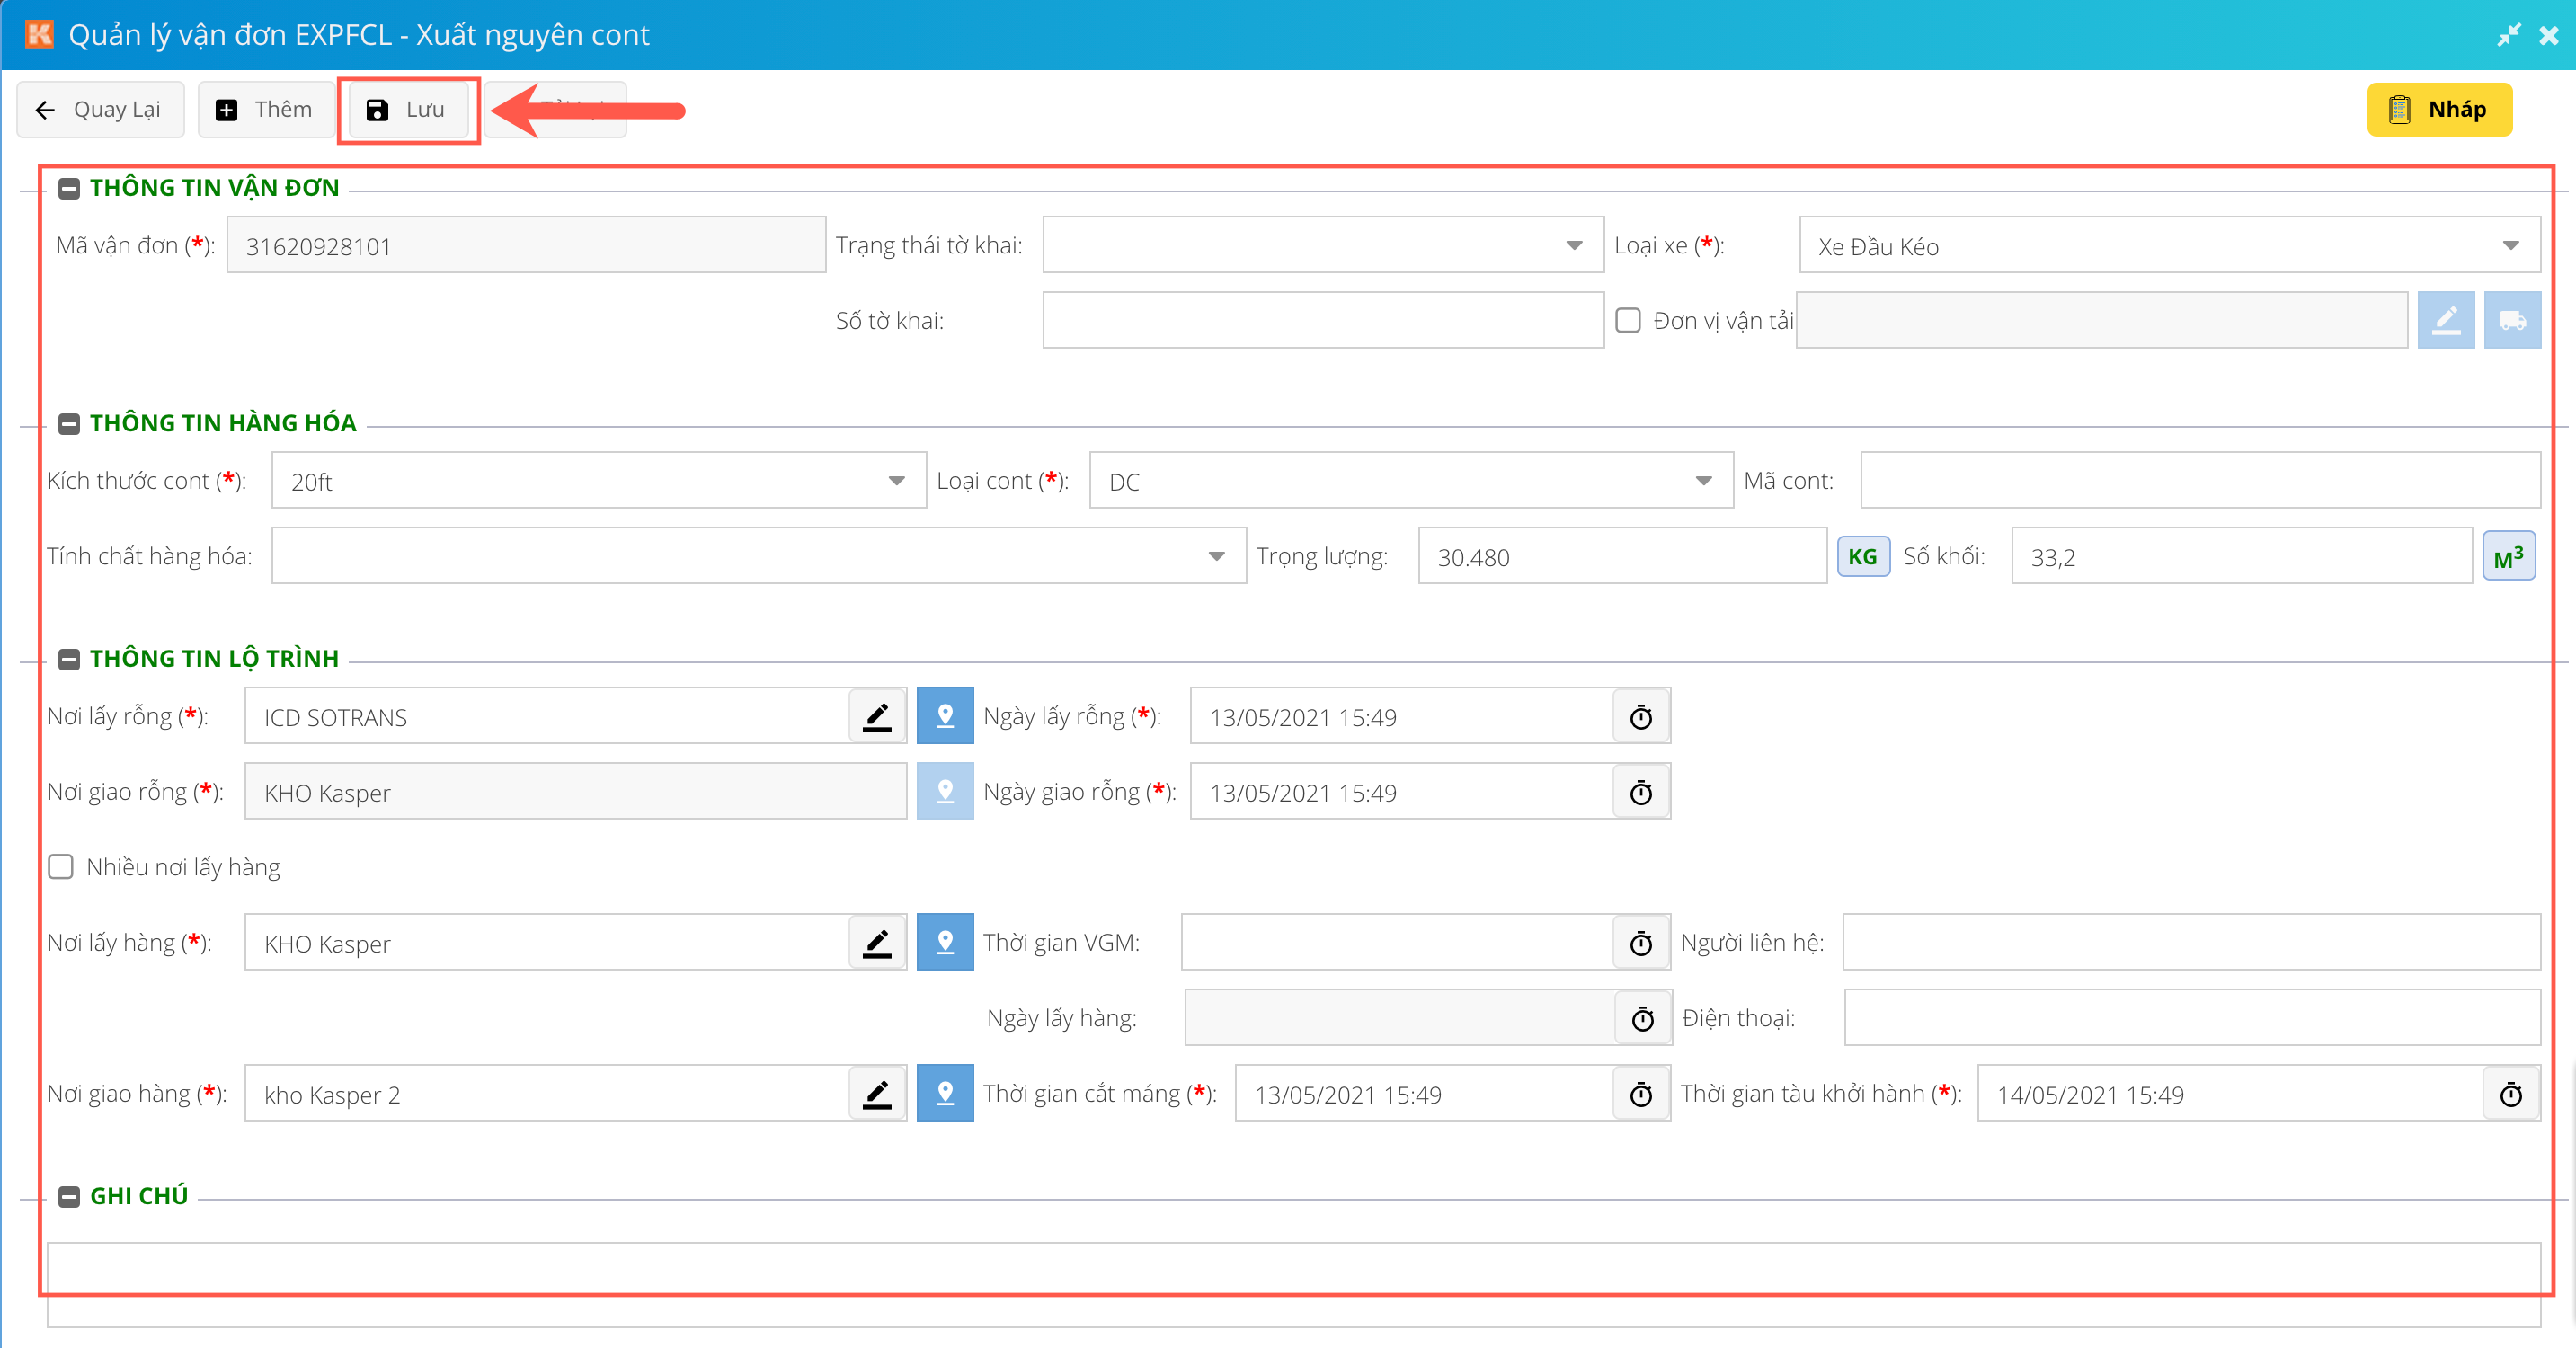 Quản lý vận đơn EXPFCL - Xuất nguyên cont
Quay Lại Thêm Lưu Nháp
THÔNG TIN VẬN ĐƠN
Mã vận đơn (*): 31620928101 Trạng thái tờ khai: Loại xe (*): Xe Đầu Kéo
Số tờ khai: Đơn vị vận tải
THÔNG TIN HÀNG HÓA
Kích thước cont (*): 20ft Loại cont (*): DC Mã cont:
Tính chất hàng hóa: Trọng lượng: 30.480 KG Số khối: 33,2 M³
THÔNG TIN LỘ TRÌNH
Nơi lấy rỗng (*): ICD SOTRANS Ngày lấy rỗng (*): 13/05/2021 15:49
Nơi giao rỗng (*): KHO Kasper Ngày giao rỗng (*): 13/05/2021 15:49
Nhiều nơi lấy hàng
Nơi lấy hàng (*): KHO Kasper Thời gian VGM: Người liên hệ:
Ngày lấy hàng: Điện thoại:
Nơi giao hàng (*): kho Kasper 2 Thời gian cắt máng (*): 13/05/2021 15:49 Thời gian tàu khởi hành (*): 14/05/2021 15:49
GHI CHÚ